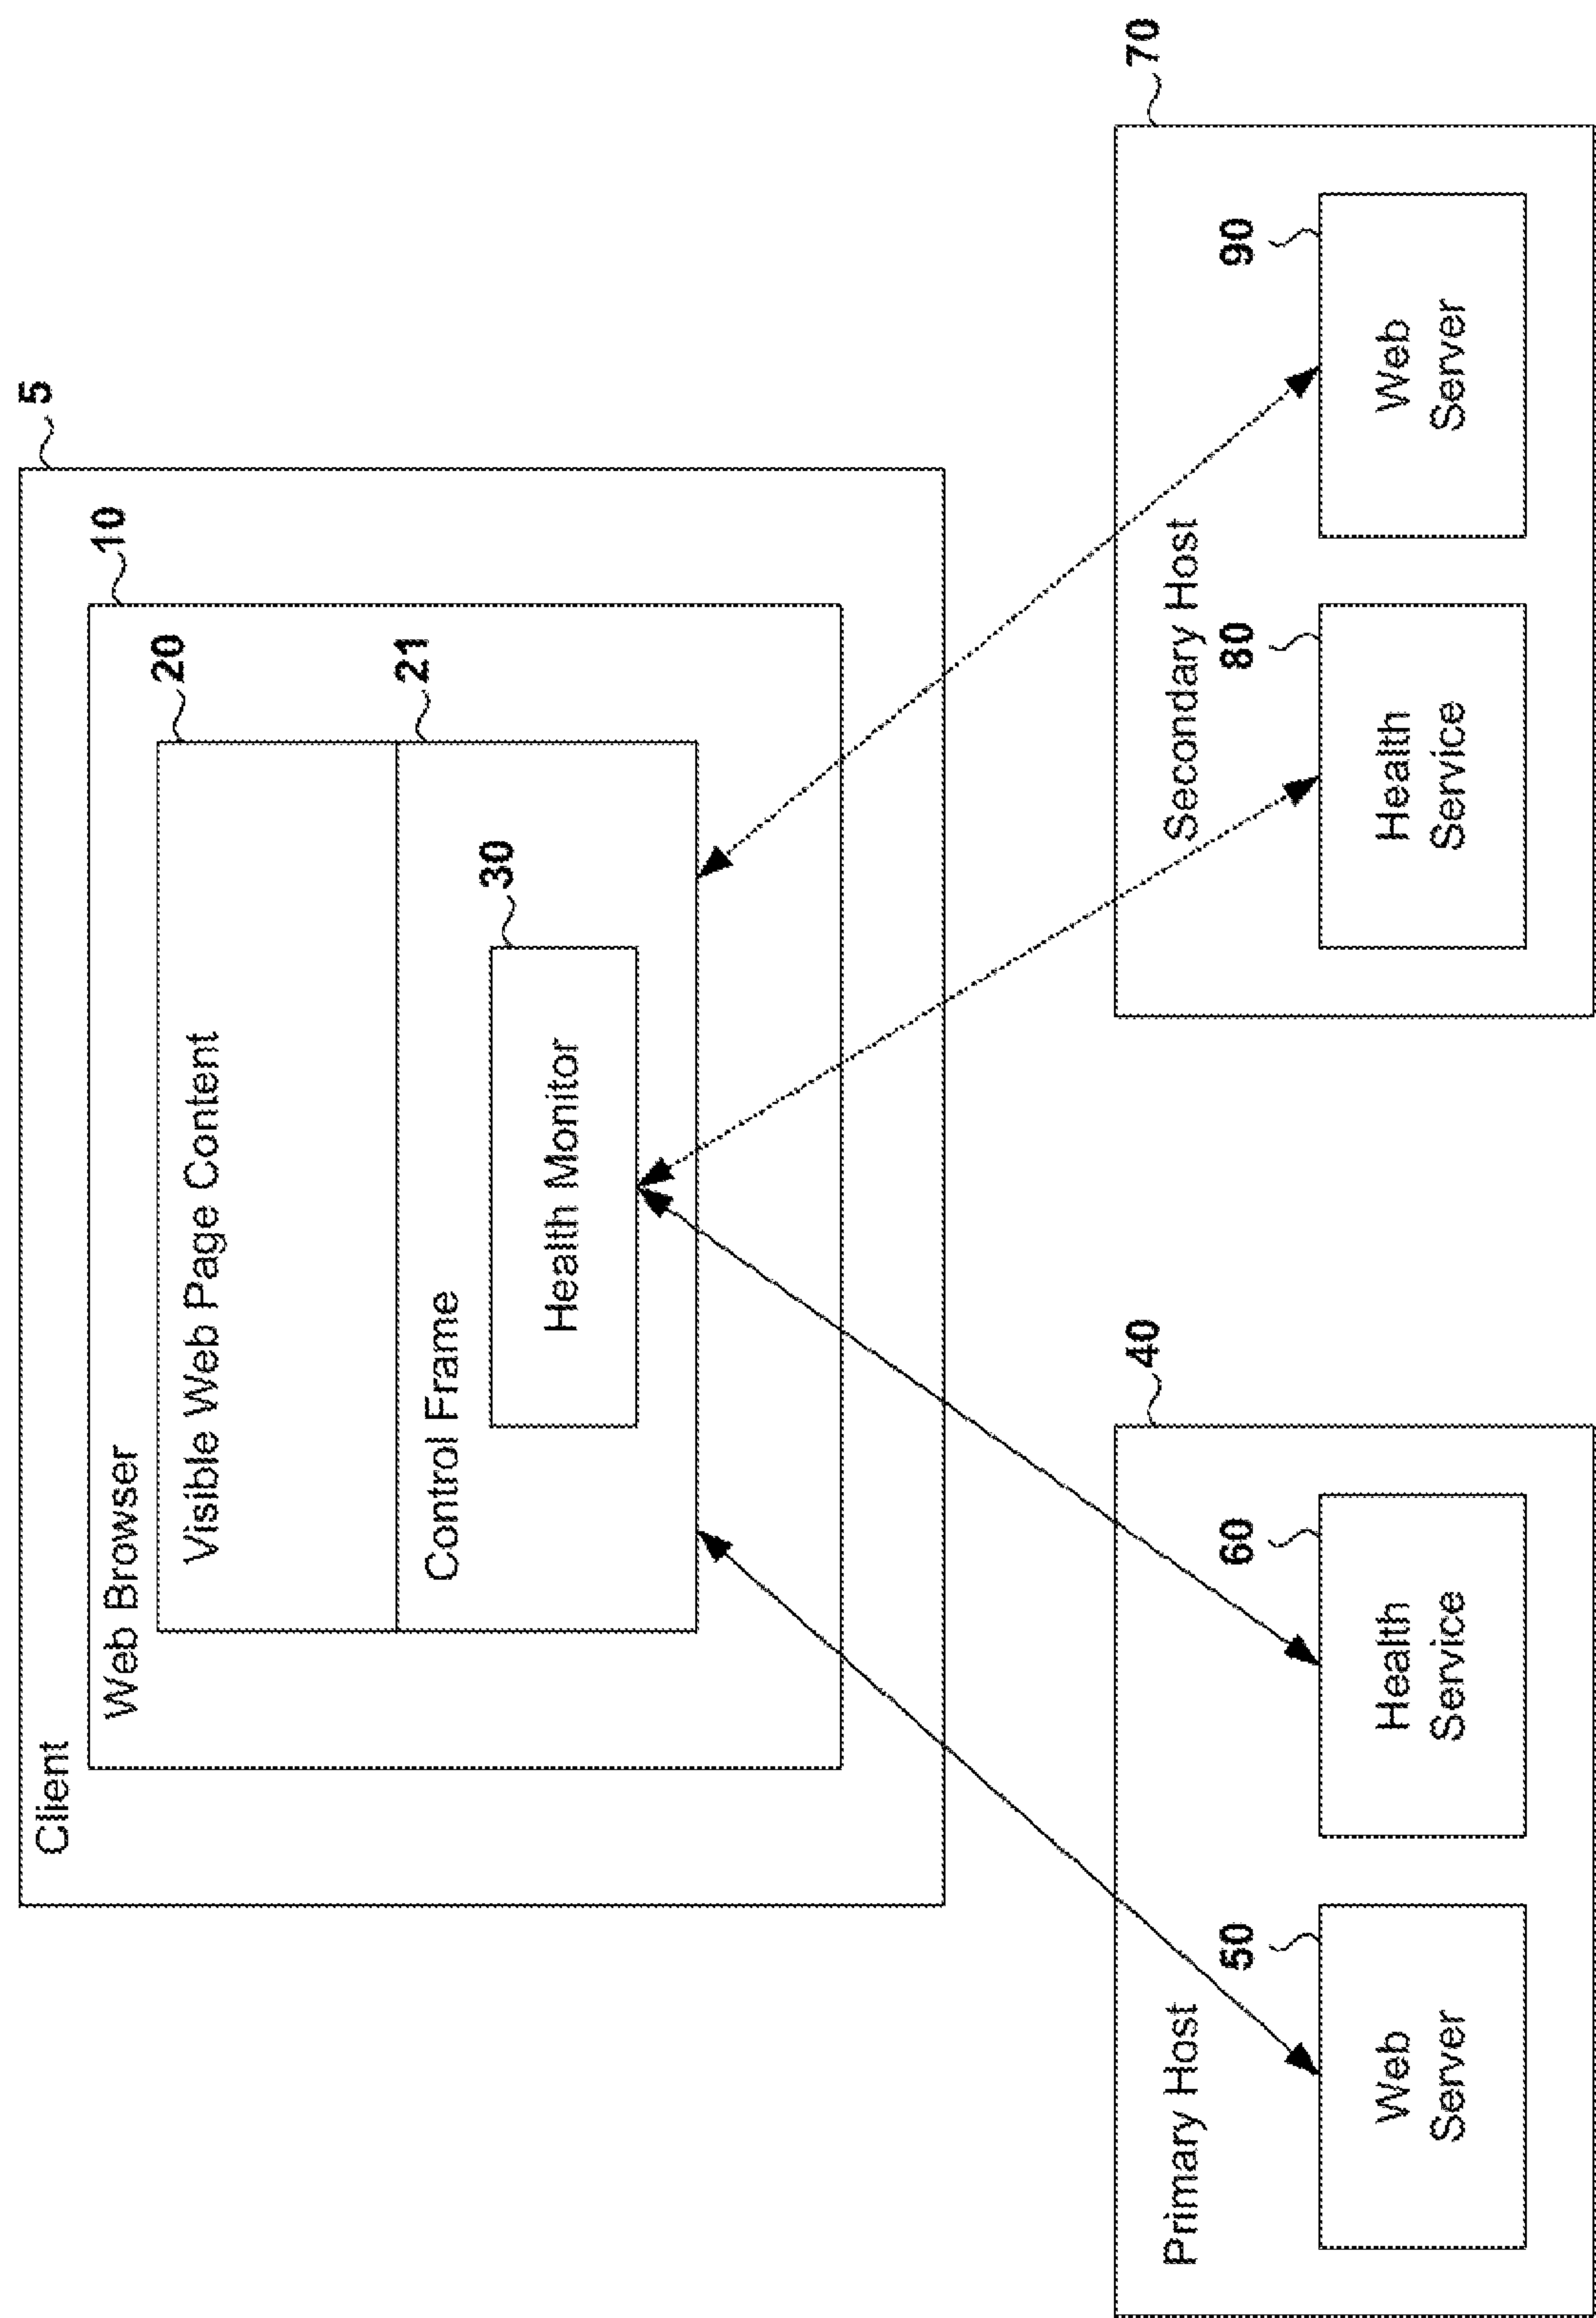 Client
5
Web Browser
10
Visible Web Page Content
20
Control Frame
21
Health Monitor
30
Primary Host
40
Web
Server
50
Health
Service
60
Secondary Host
70
Health
Service
80
Web
Server
90